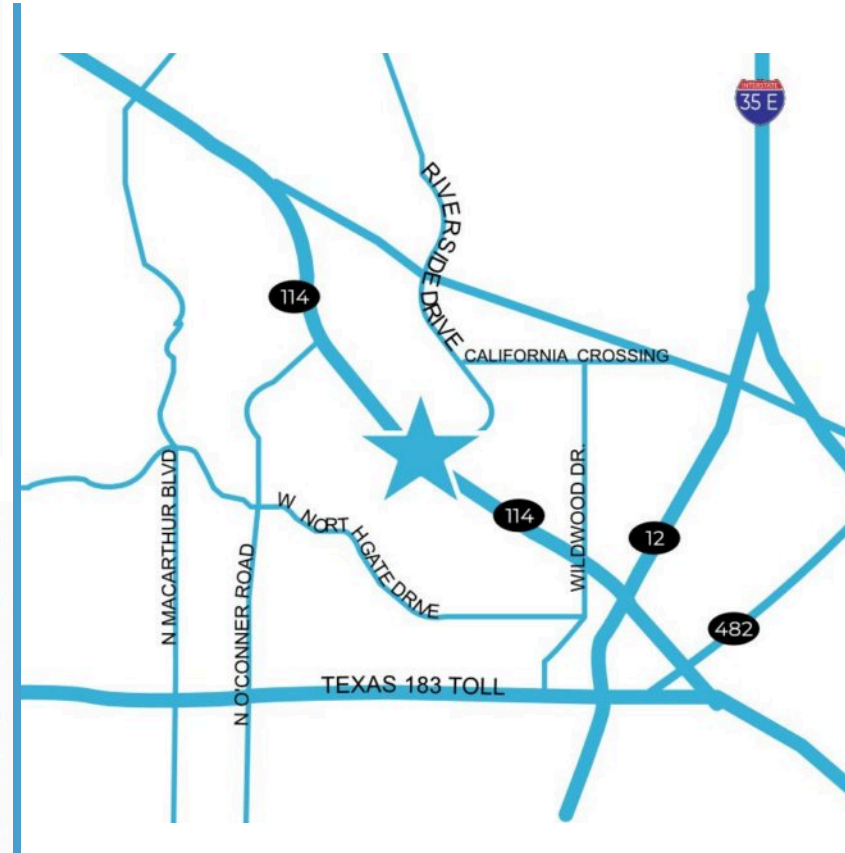 INTERSTATE
35 E
RIVERSIDE DRIVE
114
CALIFORNIA CROSSING
N MACARTHUR BLVD
W NORTHGATE DRIVE
114
WILDWOOD DR.
12
N O'CONNER ROAD
482
TEXAS 183 TOLL